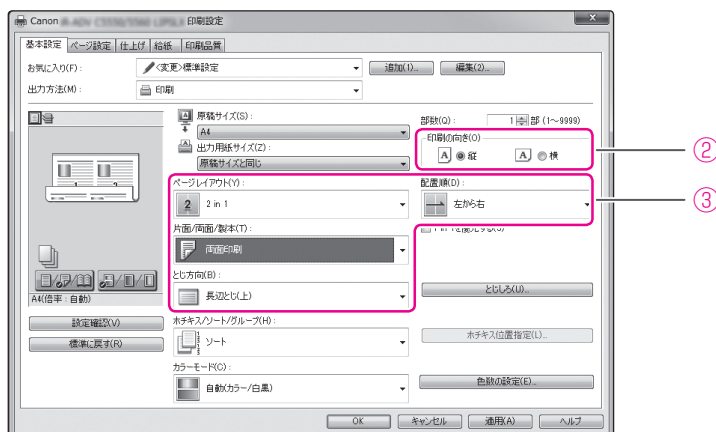 Canon iR-ADV C5550/5560 LIPSLX 印刷設定
基本設定 ページ設定 仕上げ 給紙 印刷品質
お気に入り(F): <変更>標準設定 追加(1)... 編集(2)...
出力方法(M): 印刷
原稿サイズ(S):
A4
出力用紙サイズ(Z):
原稿サイズと同じ
部数(Q): 1 部 (1~9999)
印刷の向き(O)
A 縦 A 横
②
ページレイアウト(Y):
2 2 in 1
配置順(D):
左から右
③
片面/両面/製本(T):
両面印刷
とじ方向(B):
長辺とじ(上)
とじしろ(U)...
A4(倍率:自動)
設定確認(V)
標準に戻す(R)
ホチキス/ソート/グループ(H):
ソート
ホチキス位置指定(L)...
カラーモード(C):
自動(カラー/白黒)
色数の設定(E)...
OK キャンセル 適用(A) ヘルプ